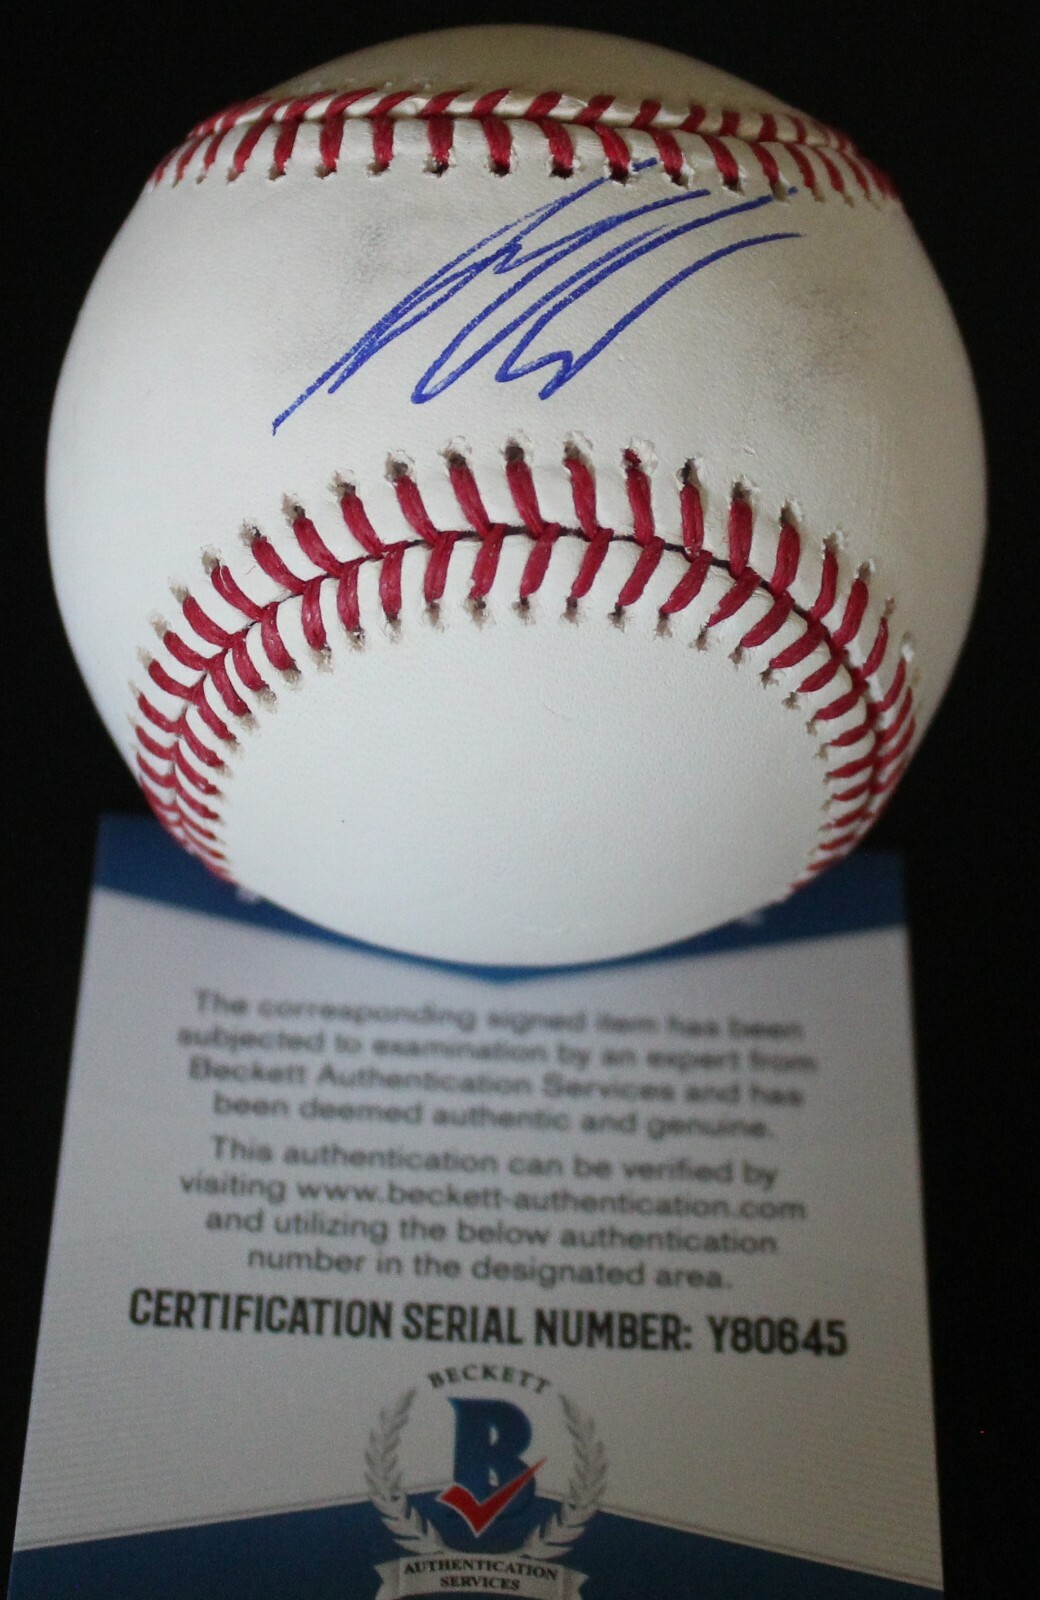 The corresponding signed item has been
subjected to examination by an expert from
Beckett Authentication Services and has
been deemed authentic and genuine.
This authentication can be verified by
visiting www.beckett-authentication.com
and utilizing the below authentication
number in the designated area.
CERTIFICATION SERIAL NUMBER: Y80645
BECKETT
B
AUTHENTICATION
SERVICES